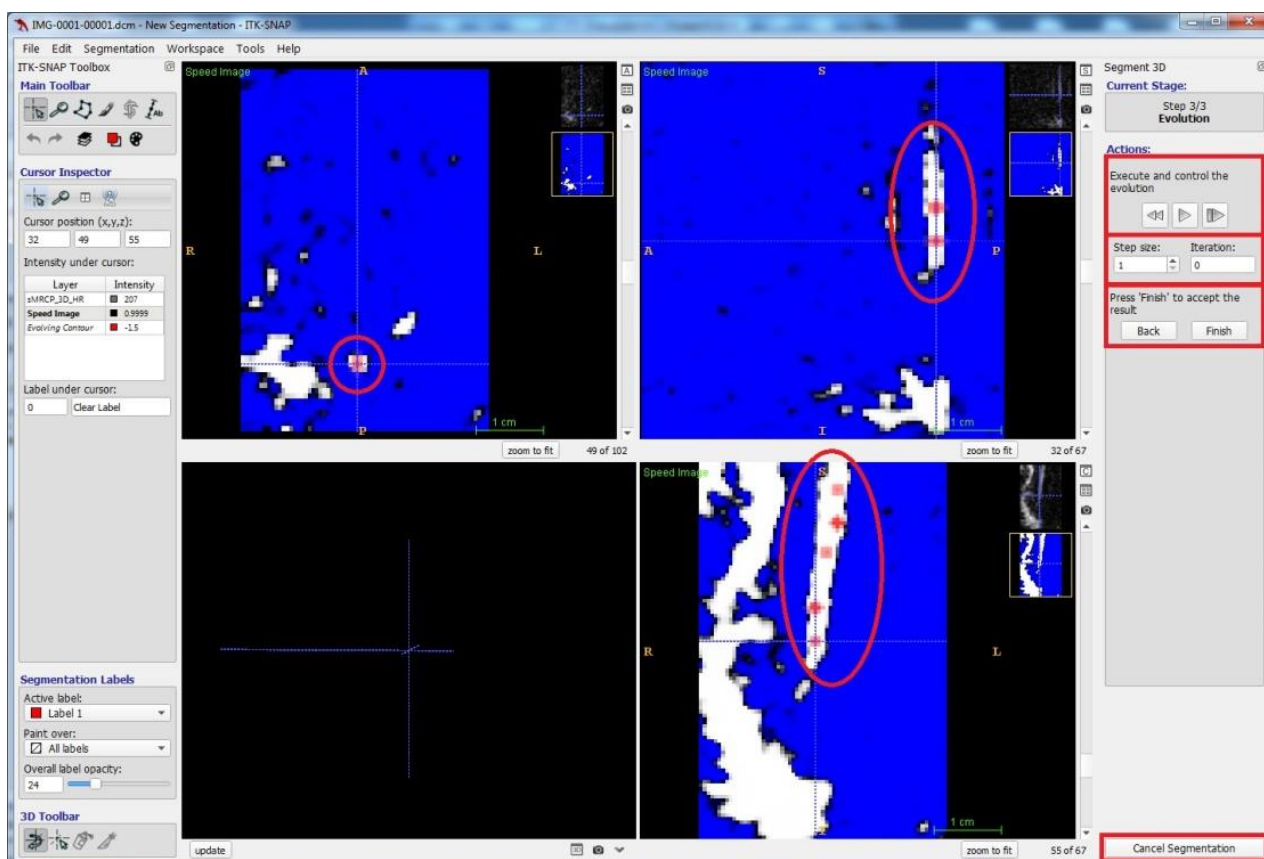 IMG-0001-00001.dcm - New Segmentation - ITK-SNAP
File Edit Segmentation Workspace Tools Help
ITK-SNAP Toolbox
Main Toolbar
Ab
Cursor Inspector
Cursor position (x,y,z):
32 49 55
Intensity under cursor:
Layer Intensity
sMRCP_3D_HR 207
Speed Image 0.9999
Evolving Contour -1.5
Label under cursor:
0 Clear Label
Segmentation Labels
Active label:
Label 1
Paint over:
All labels
Overall label opacity:
24
3D Toolbar
Speed Image
A
R
L
P
1 cm
A
zoom to fit 49 of 102
Speed Image
S
A
P
I
1 cm
S
zoom to fit 32 of 67
update
3D
Speed Image
S
R
L
I
1 cm
C
zoom to fit 55 of 67
Segment 3D
Current Stage:
Step 3/3
Evolution
Actions:
Execute and control the
evolution
Step size: Iteration:
1 0
Press 'Finish' to accept the
result
Back Finish
Cancel Segmentation